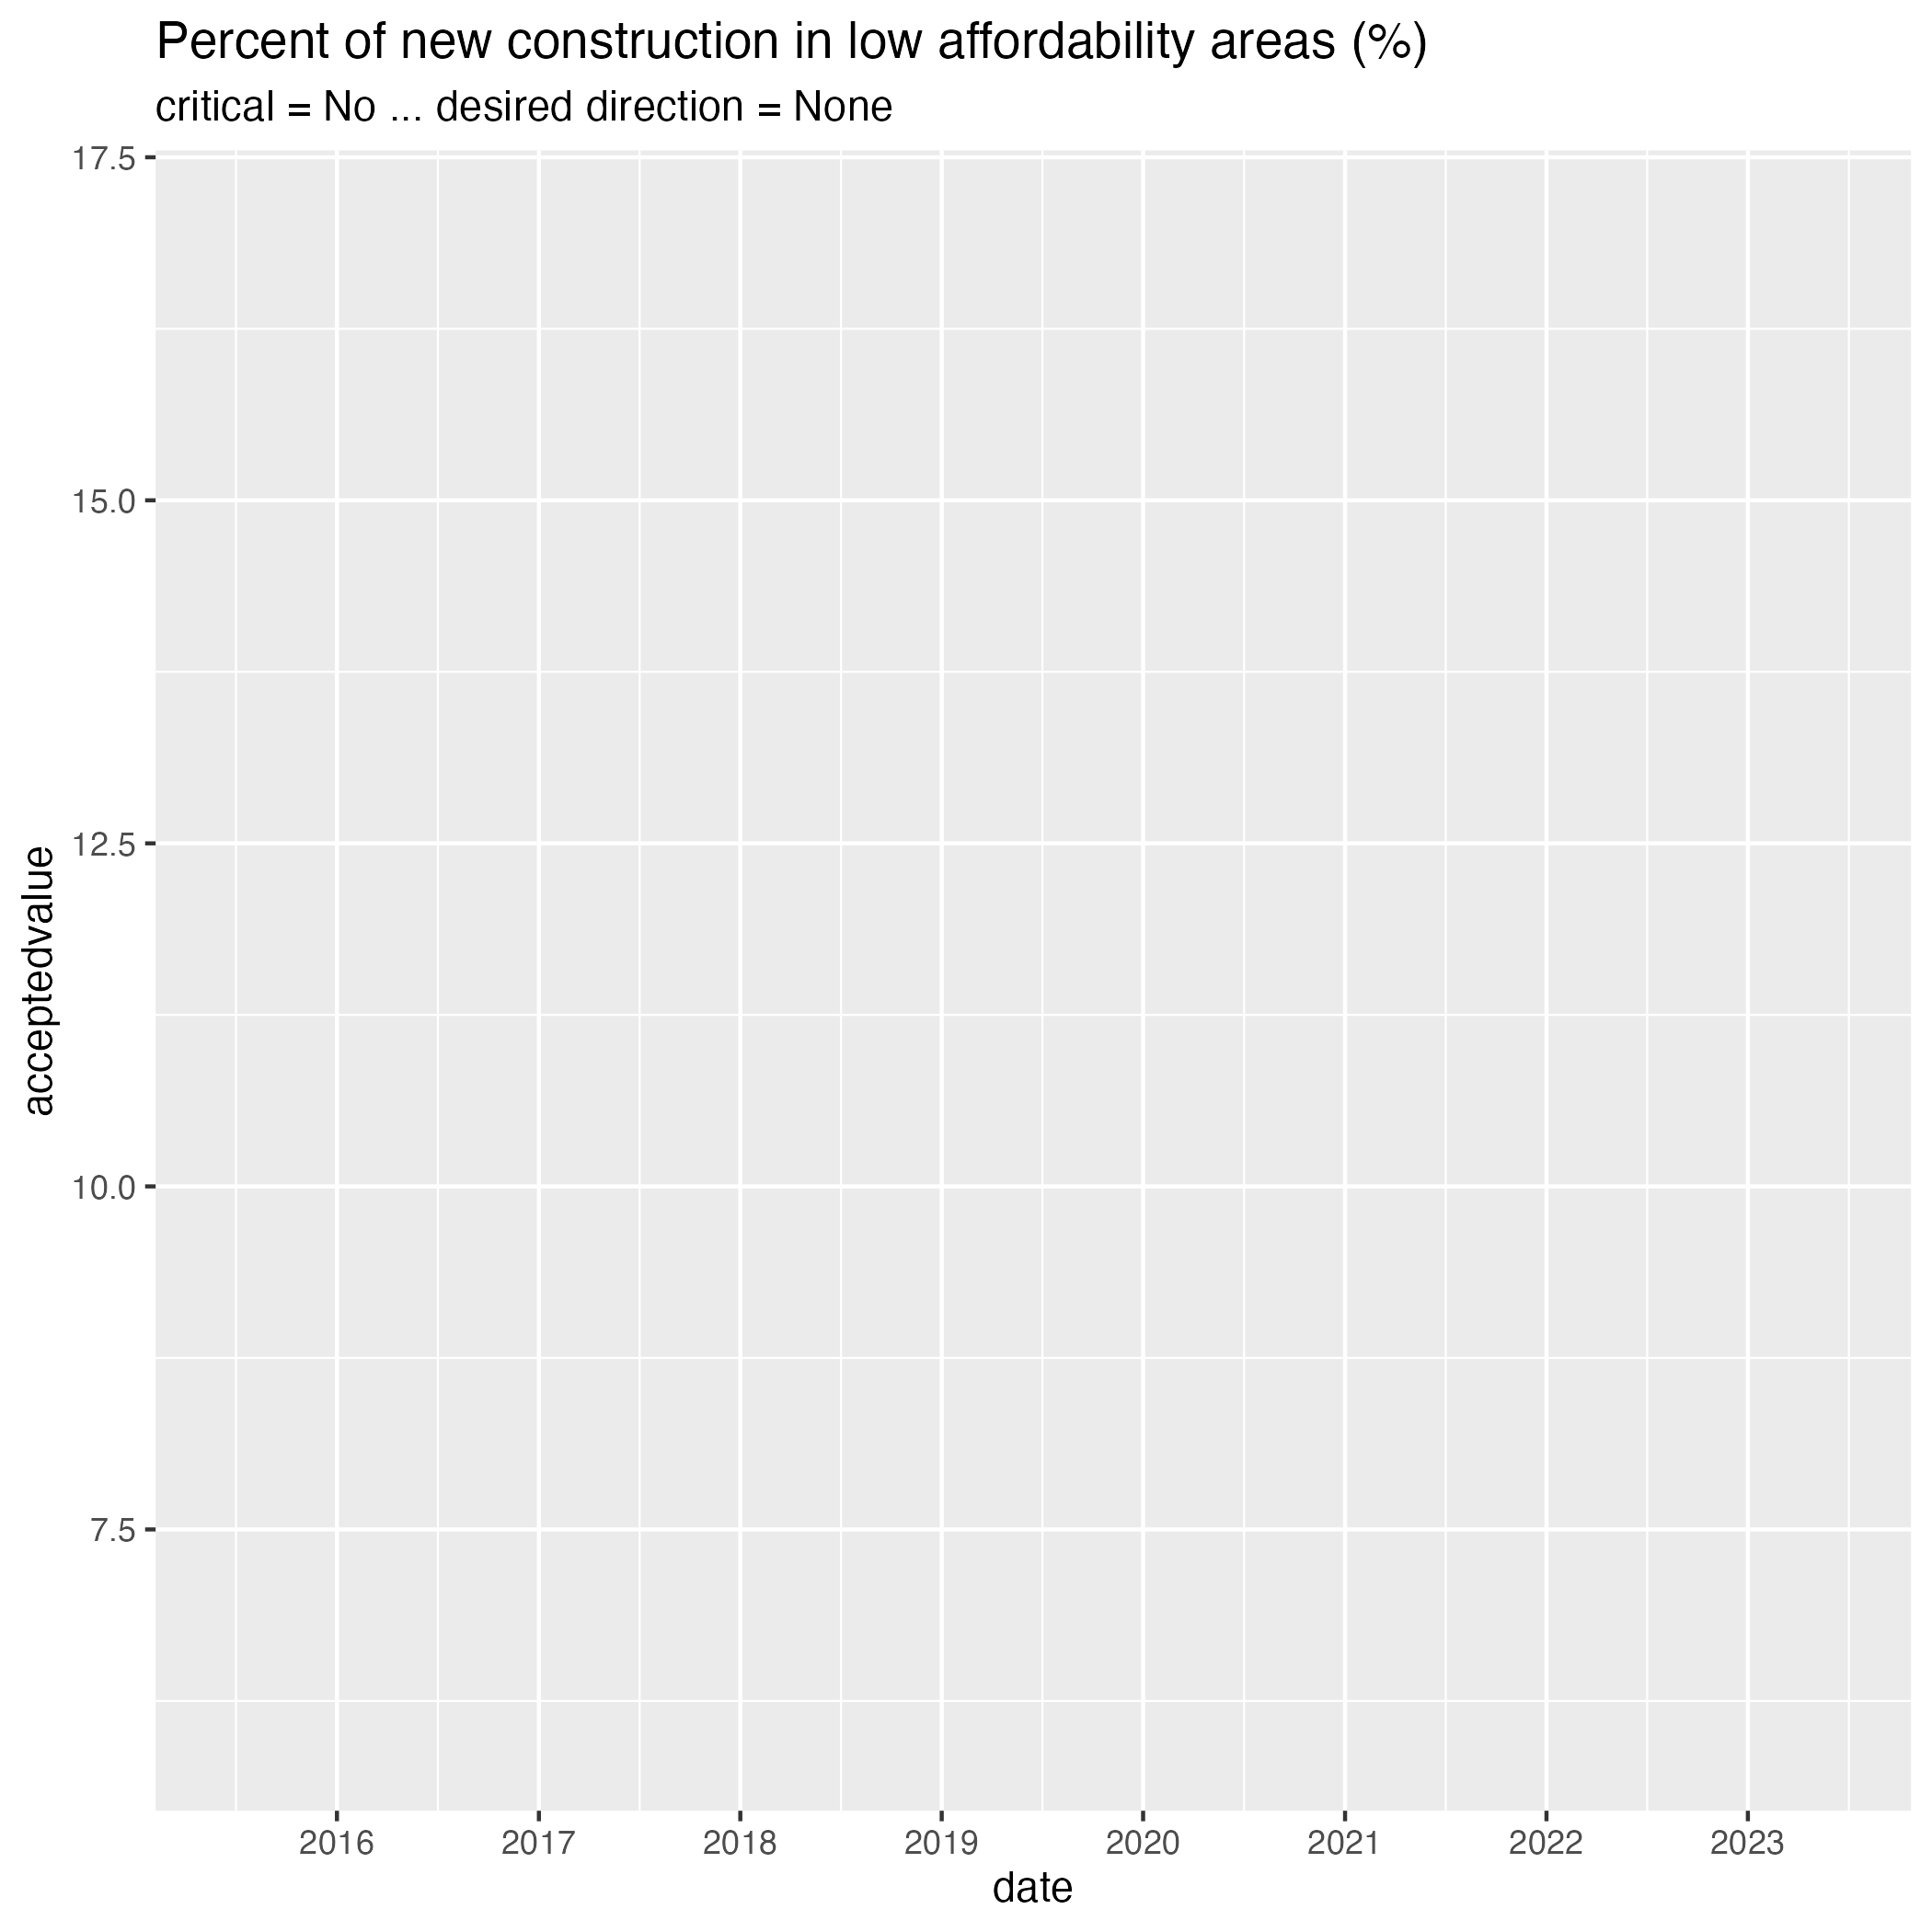 Percent of new construction in low affordability areas (%)
critical = No ... desired direction = None
17.5
15.0
12.5
10.0
7.5
acceptedvalue
2016 2017 2018 2019 2020 2021 2022 2023
date